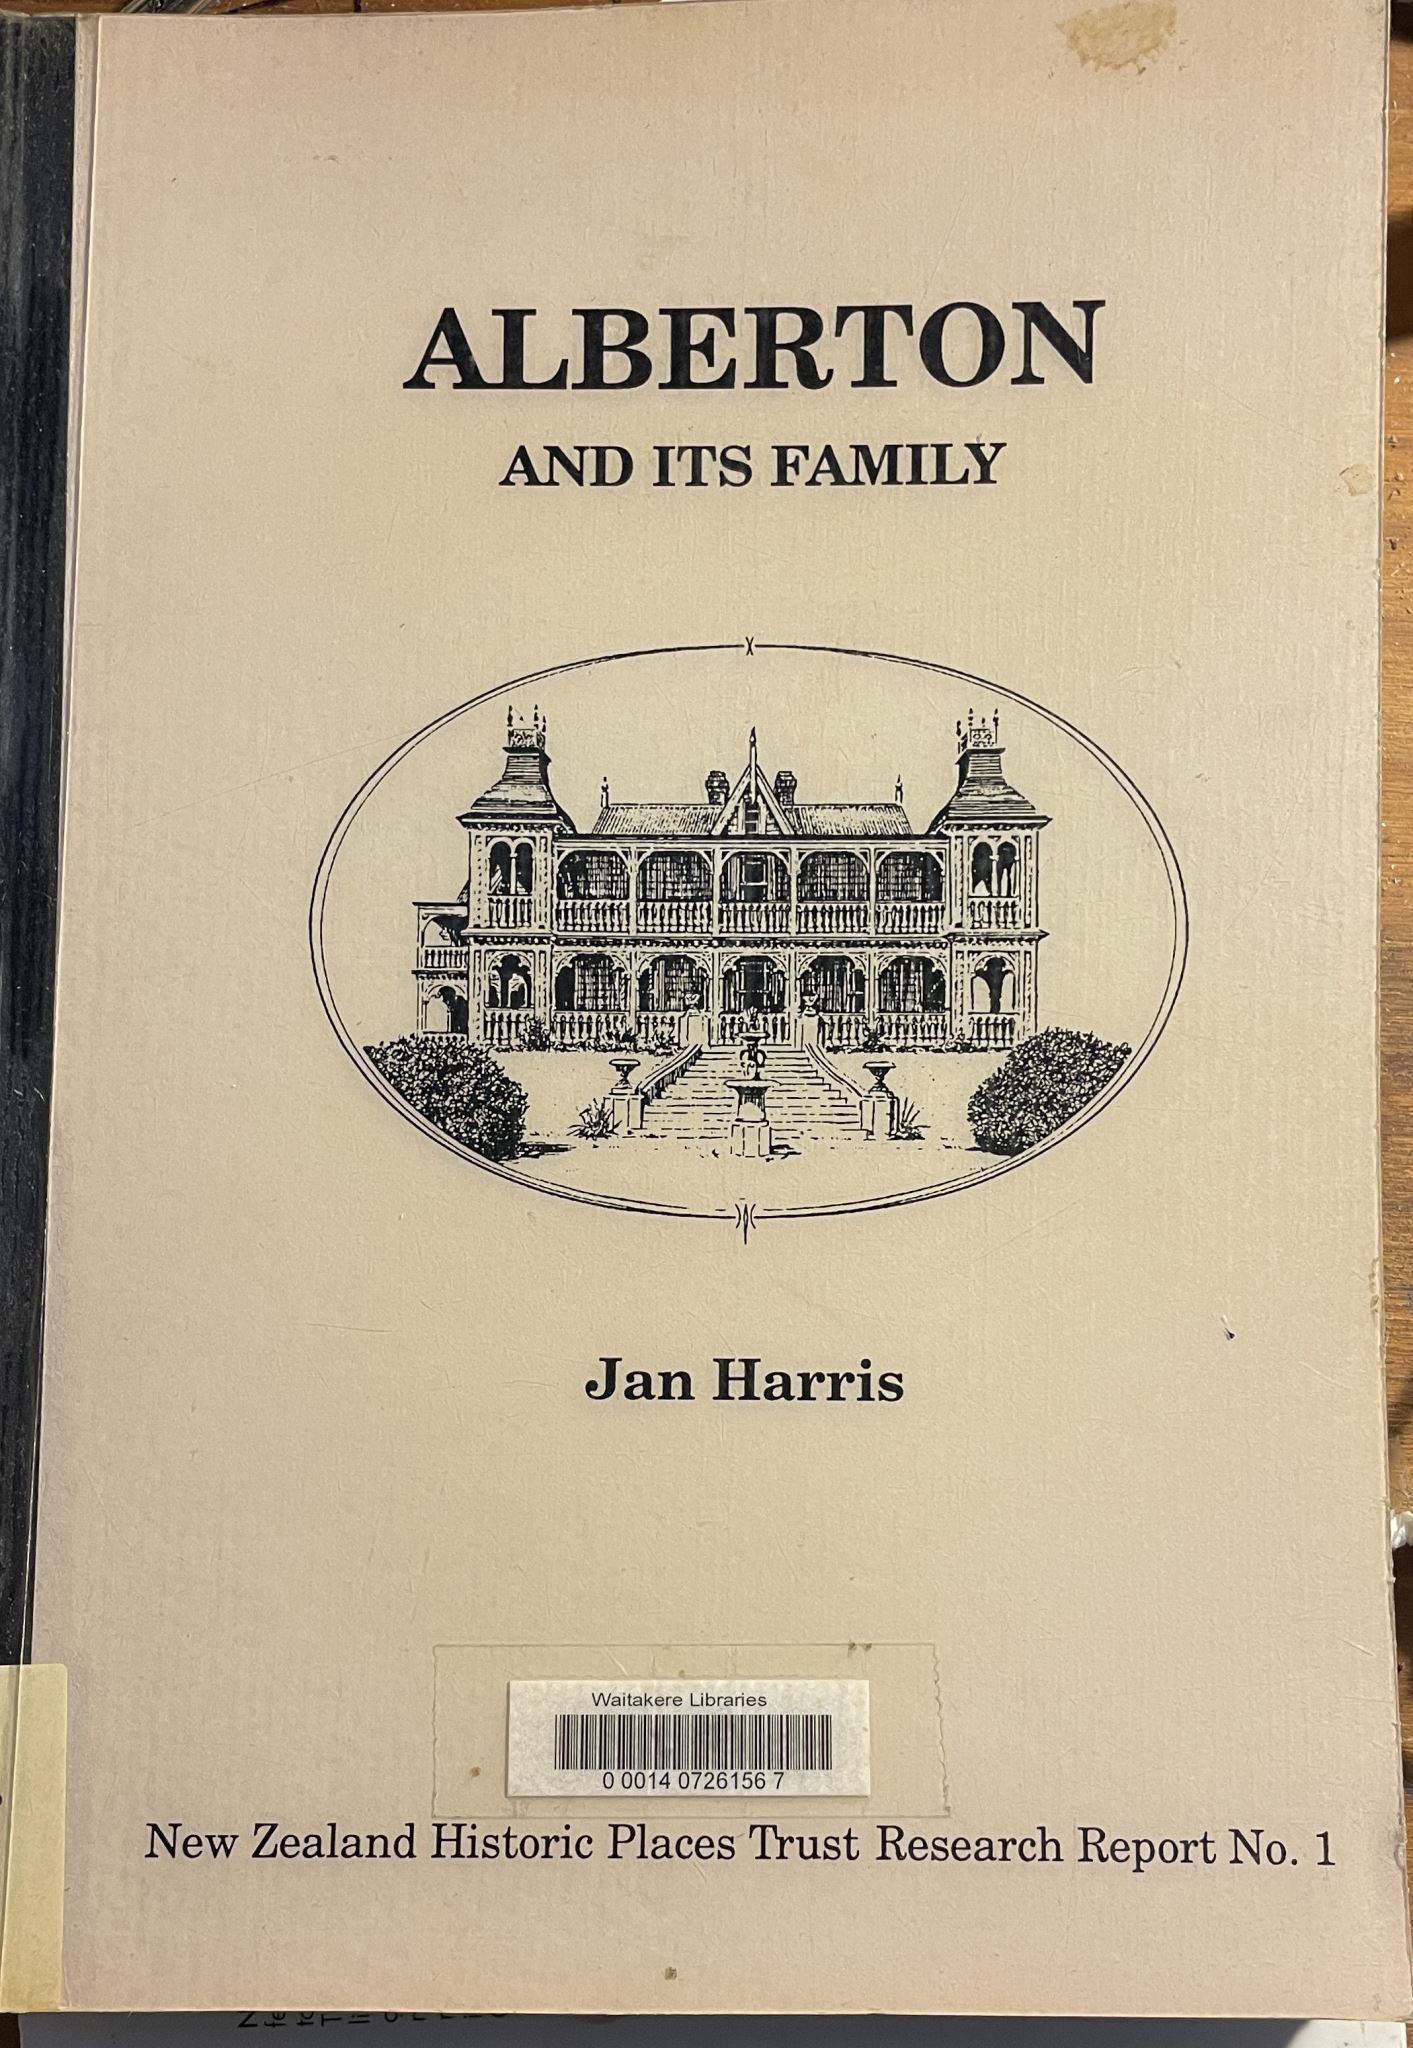 ALBERTON
AND ITS FAMILY
Jan Harris
Waitakere Libraries
0 0014 0726156 7
New Zealand Historic Places Trust Research Report No. 1